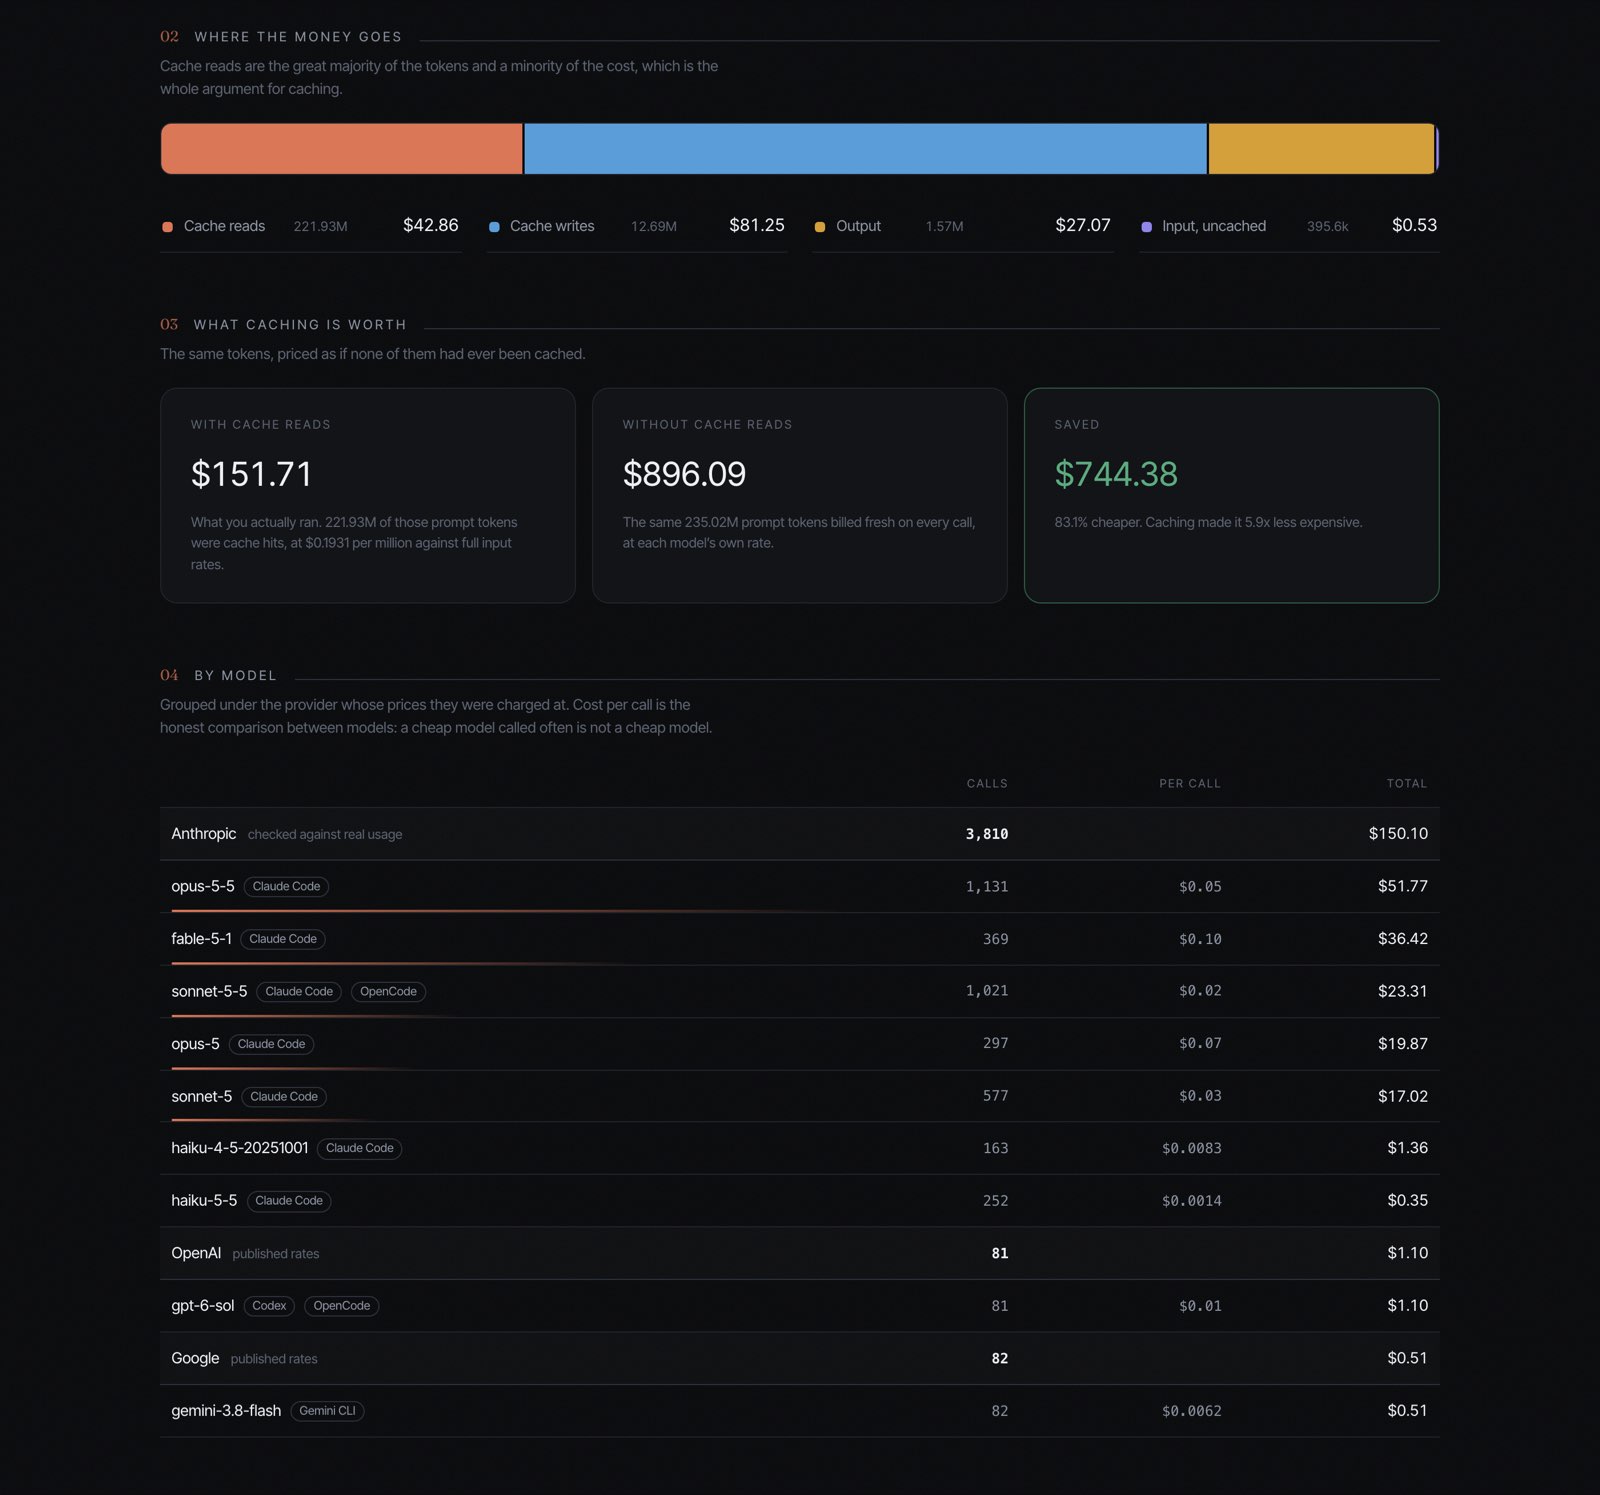 02 WHERE THE MONEY GOES
Cache reads are the great majority of the tokens and a minority of the cost, which is the
whole argument for caching.
Cache reads 221.93M $42.86 Cache writes 12.69M $81.25 Output 1.57M $27.07 Input, uncached 395.6k $0.53
03 WHAT CACHING IS WORTH
The same tokens, priced as if none of them had ever been cached.
WITH CACHE READS
$151.71
What you actually ran. 221.93M of those prompt tokens
were cache hits, at $0.1931 per million against full input
rates.
WITHOUT CACHE READS
$896.09
The same 235.02M prompt tokens billed fresh on every call,
at each model's own rate.
SAVED
$744.38
83.1% cheaper. Caching made it 5.9x less expensive.
04 BY MODEL
Grouped under the provider whose prices they were charged at. Cost per call is the
honest comparison between models: a cheap model called often is not a cheap model.
CALLS PER CALL TOTAL
Anthropic checked against real usage 3,810 $150.10
opus-5-5 Claude Code 1,131 $0.05 $51.77
fable-5-1 Claude Code 369 $0.10 $36.42
sonnet-5-5 Claude Code OpenCode 1,021 $0.02 $23.31
opus-5 Claude Code 297 $0.07 $19.87
sonnet-5 Claude Code 577 $0.03 $17.02
haiku-4-5-20251001 Claude Code 163 $0.0083 $1.36
haiku-5-5 Claude Code 252 $0.0014 $0.35
OpenAI published rates 81 $1.10
gpt-6-sol Codex OpenCode 81 $0.01 $1.10
Google published rates 82 $0.51
gemini-3.8-flash Gemini CLI 82 $0.0062 $0.51